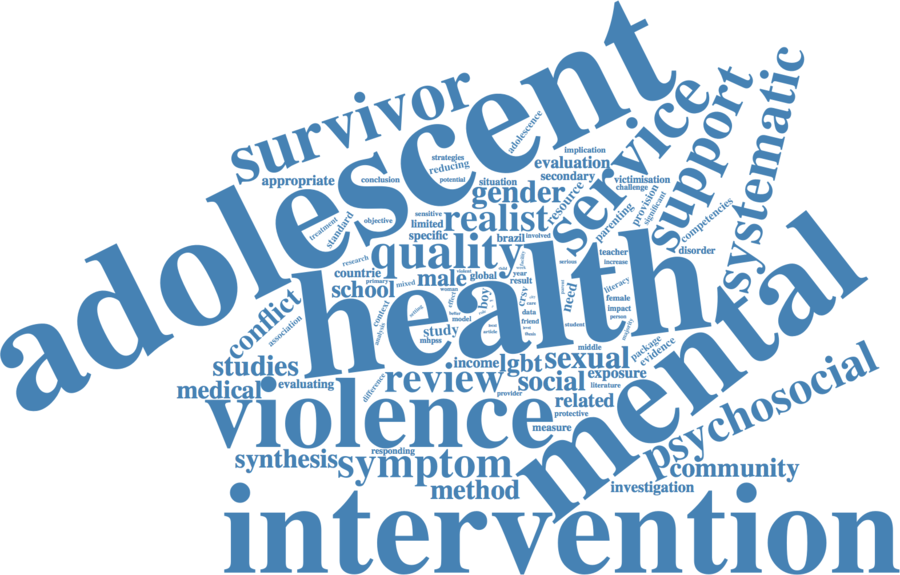 adolescent
survivor
service
support
systematic
adolescence
implication
strategies
reducing
evaluation
appropriate
conclusion
potential
situation
secondary
victimisation
challenge
gender
resource
parenting
provision
significant
competencies
treatment
standard
objective
sensitive
limited
realist
specific
brazil
involved
quality
teacher
disorder
research
countrie
primary
mixed
male
violent
global
year
result
serious
increase
health
mental
school
woman
boy
crsv
need
literacy
female
conflict
association
context
analysis
writing
effect
study
model
mhpss
data
friend
level
student
impact
person
middle
package
evidence
studies
income
lgbt
sexual
medical
evaluating
difference
review
social
exposure
literature
provider
related
psychosocial
violence
protective
measure
synthesis
responding
symptom
community
method
investigation
intervention